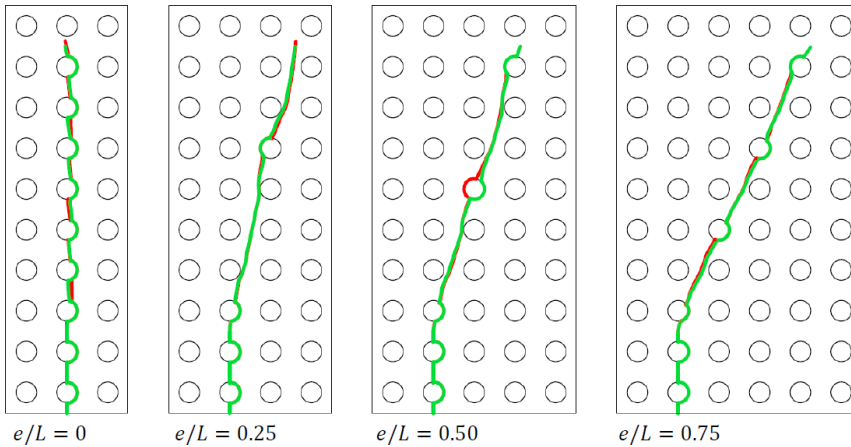 e/L = 0
e/L = 0.25
e/L = 0.50
e/L = 0.75